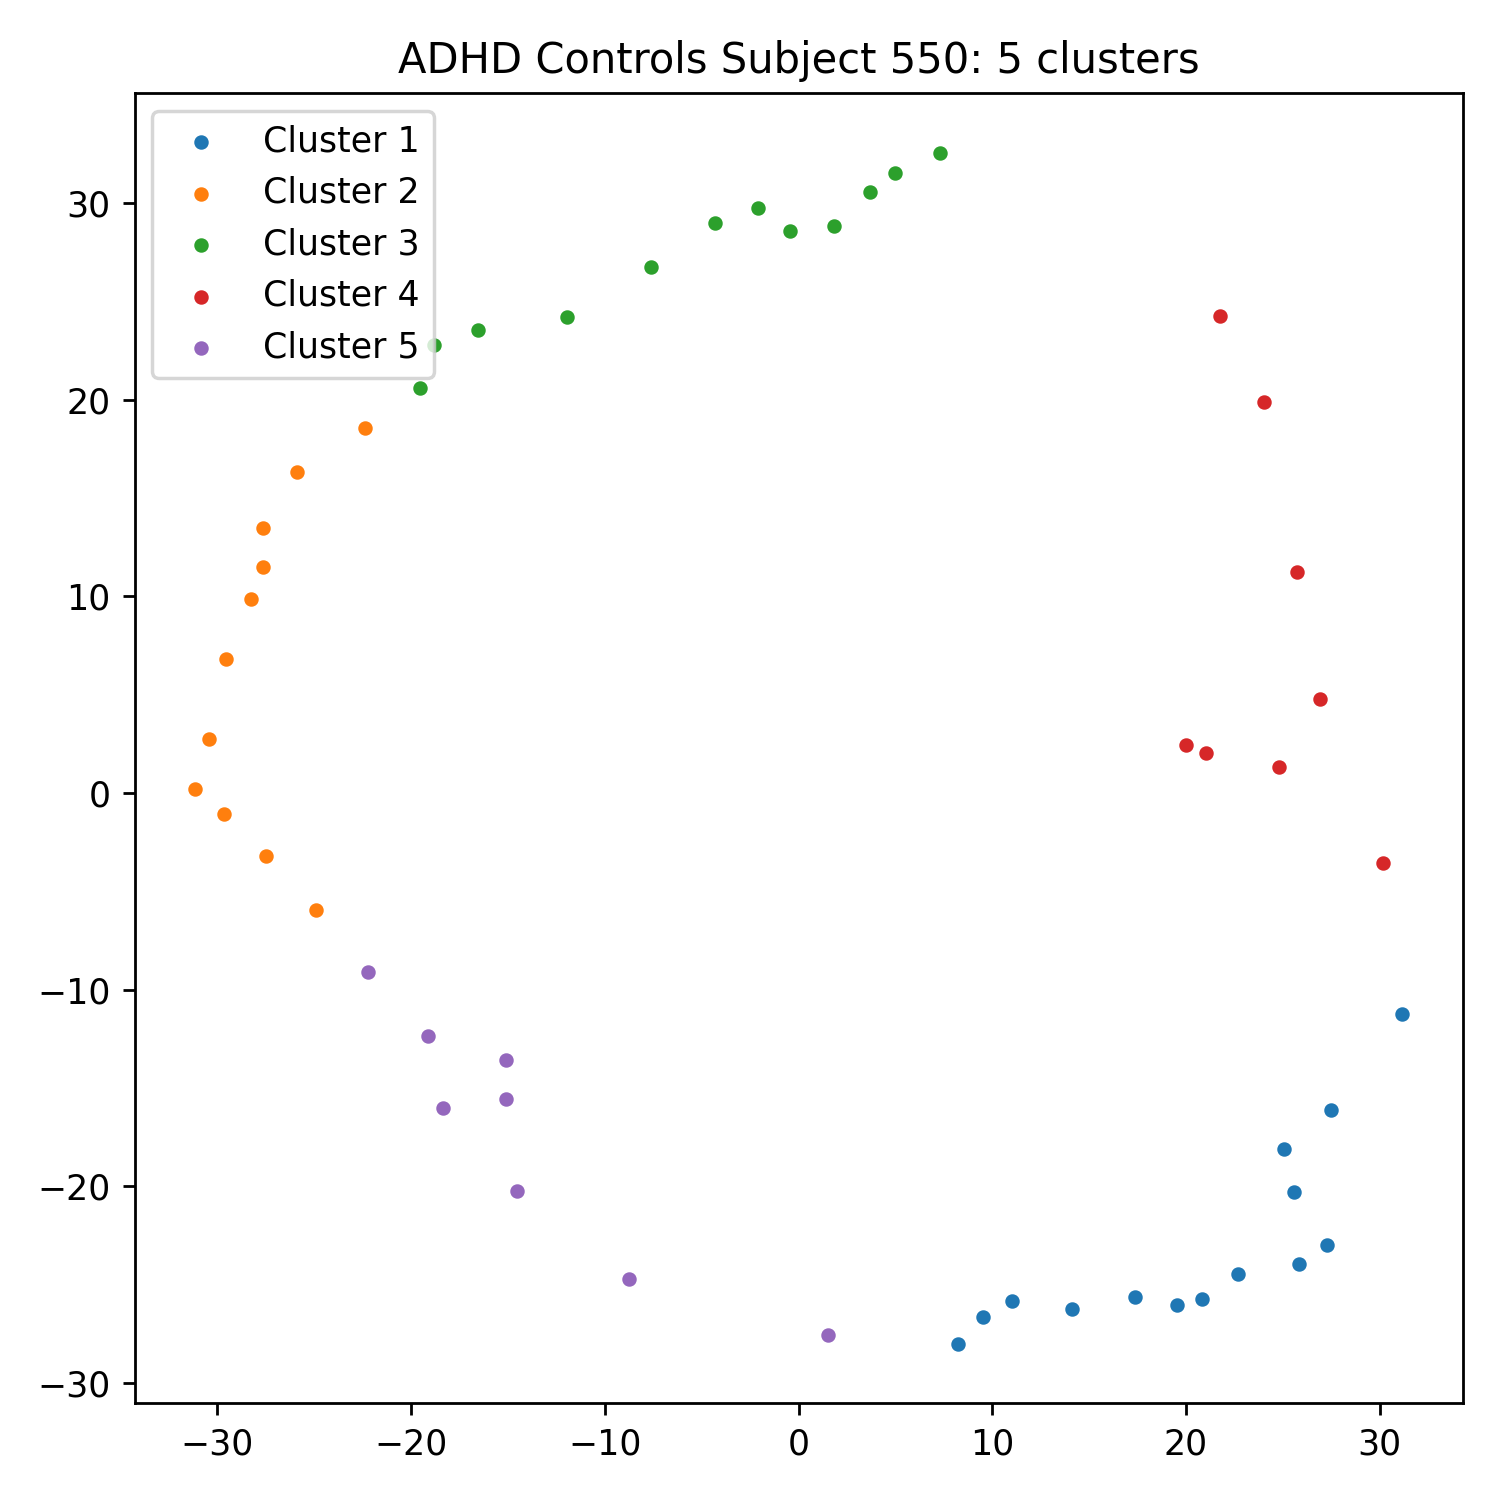 ADHD Controls Subject 550: 5 clusters
Cluster 1
Cluster 2
Cluster 3
Cluster 4
Cluster 5
30
20
10
0
−10
−20
−30
−30 −20 −10 0 10 20 30